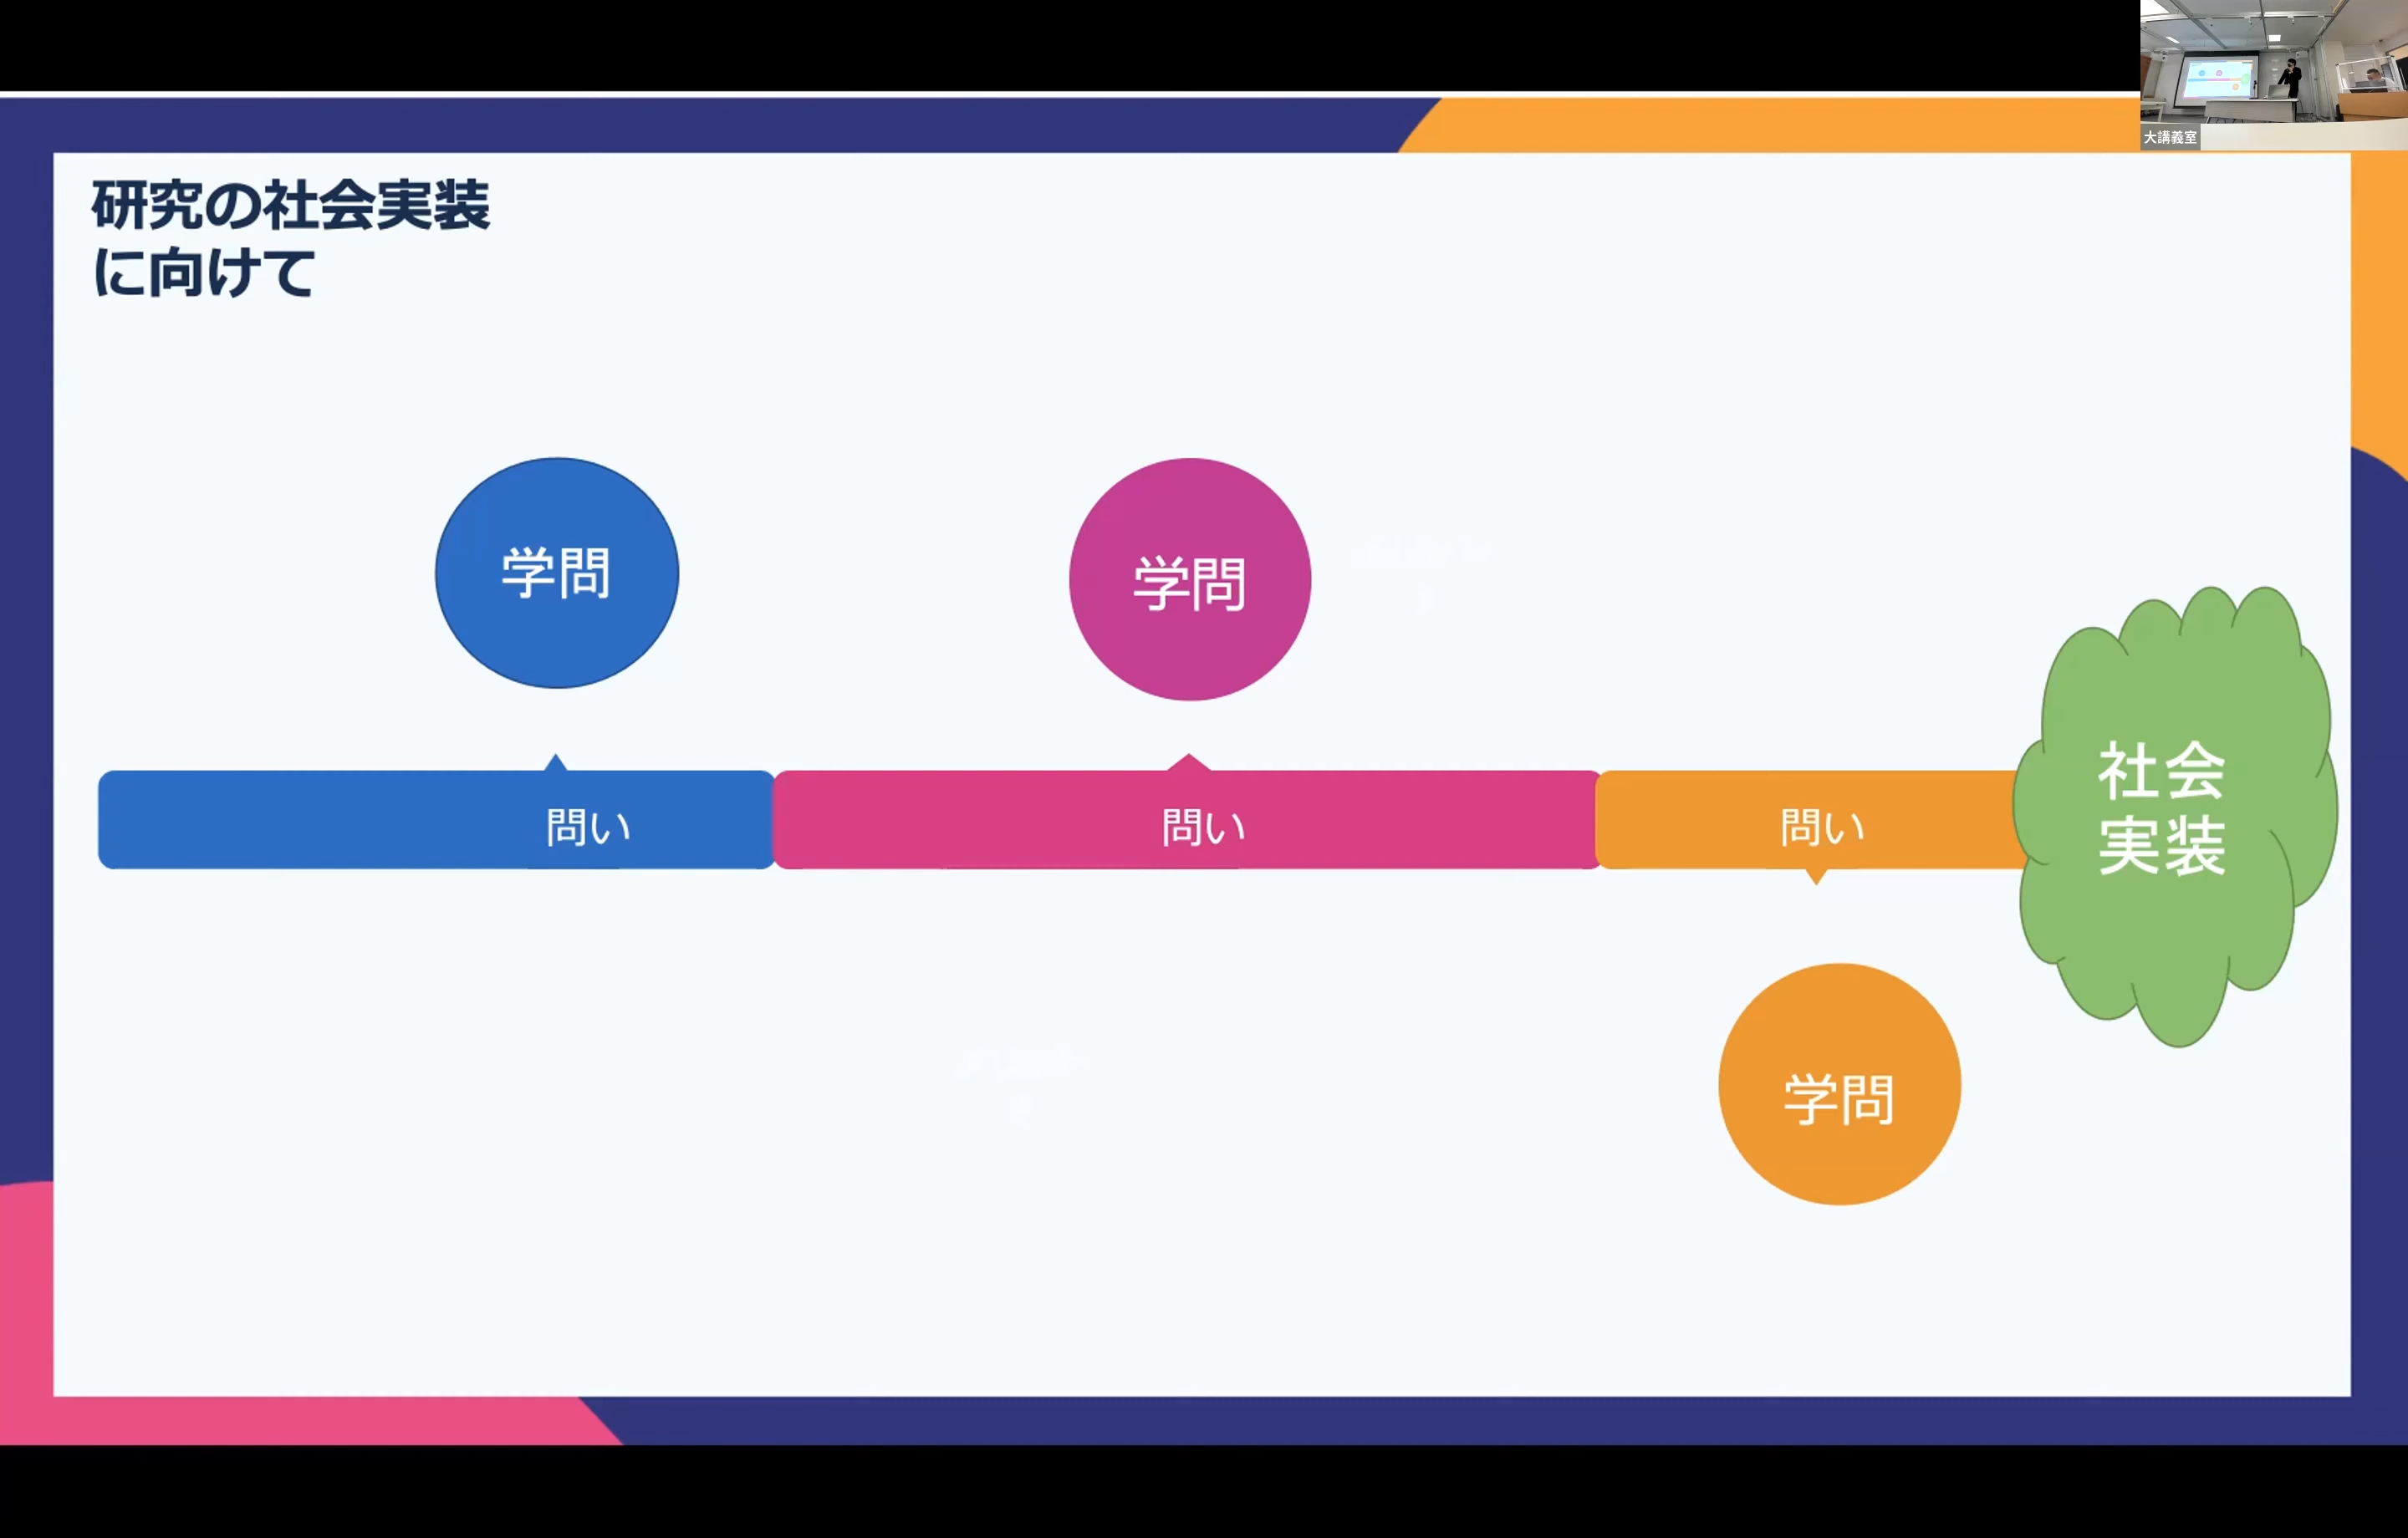 大講義室
研究の社会実装
に向けて
学問
学問
問い
問い
問い
社会
実装
学問